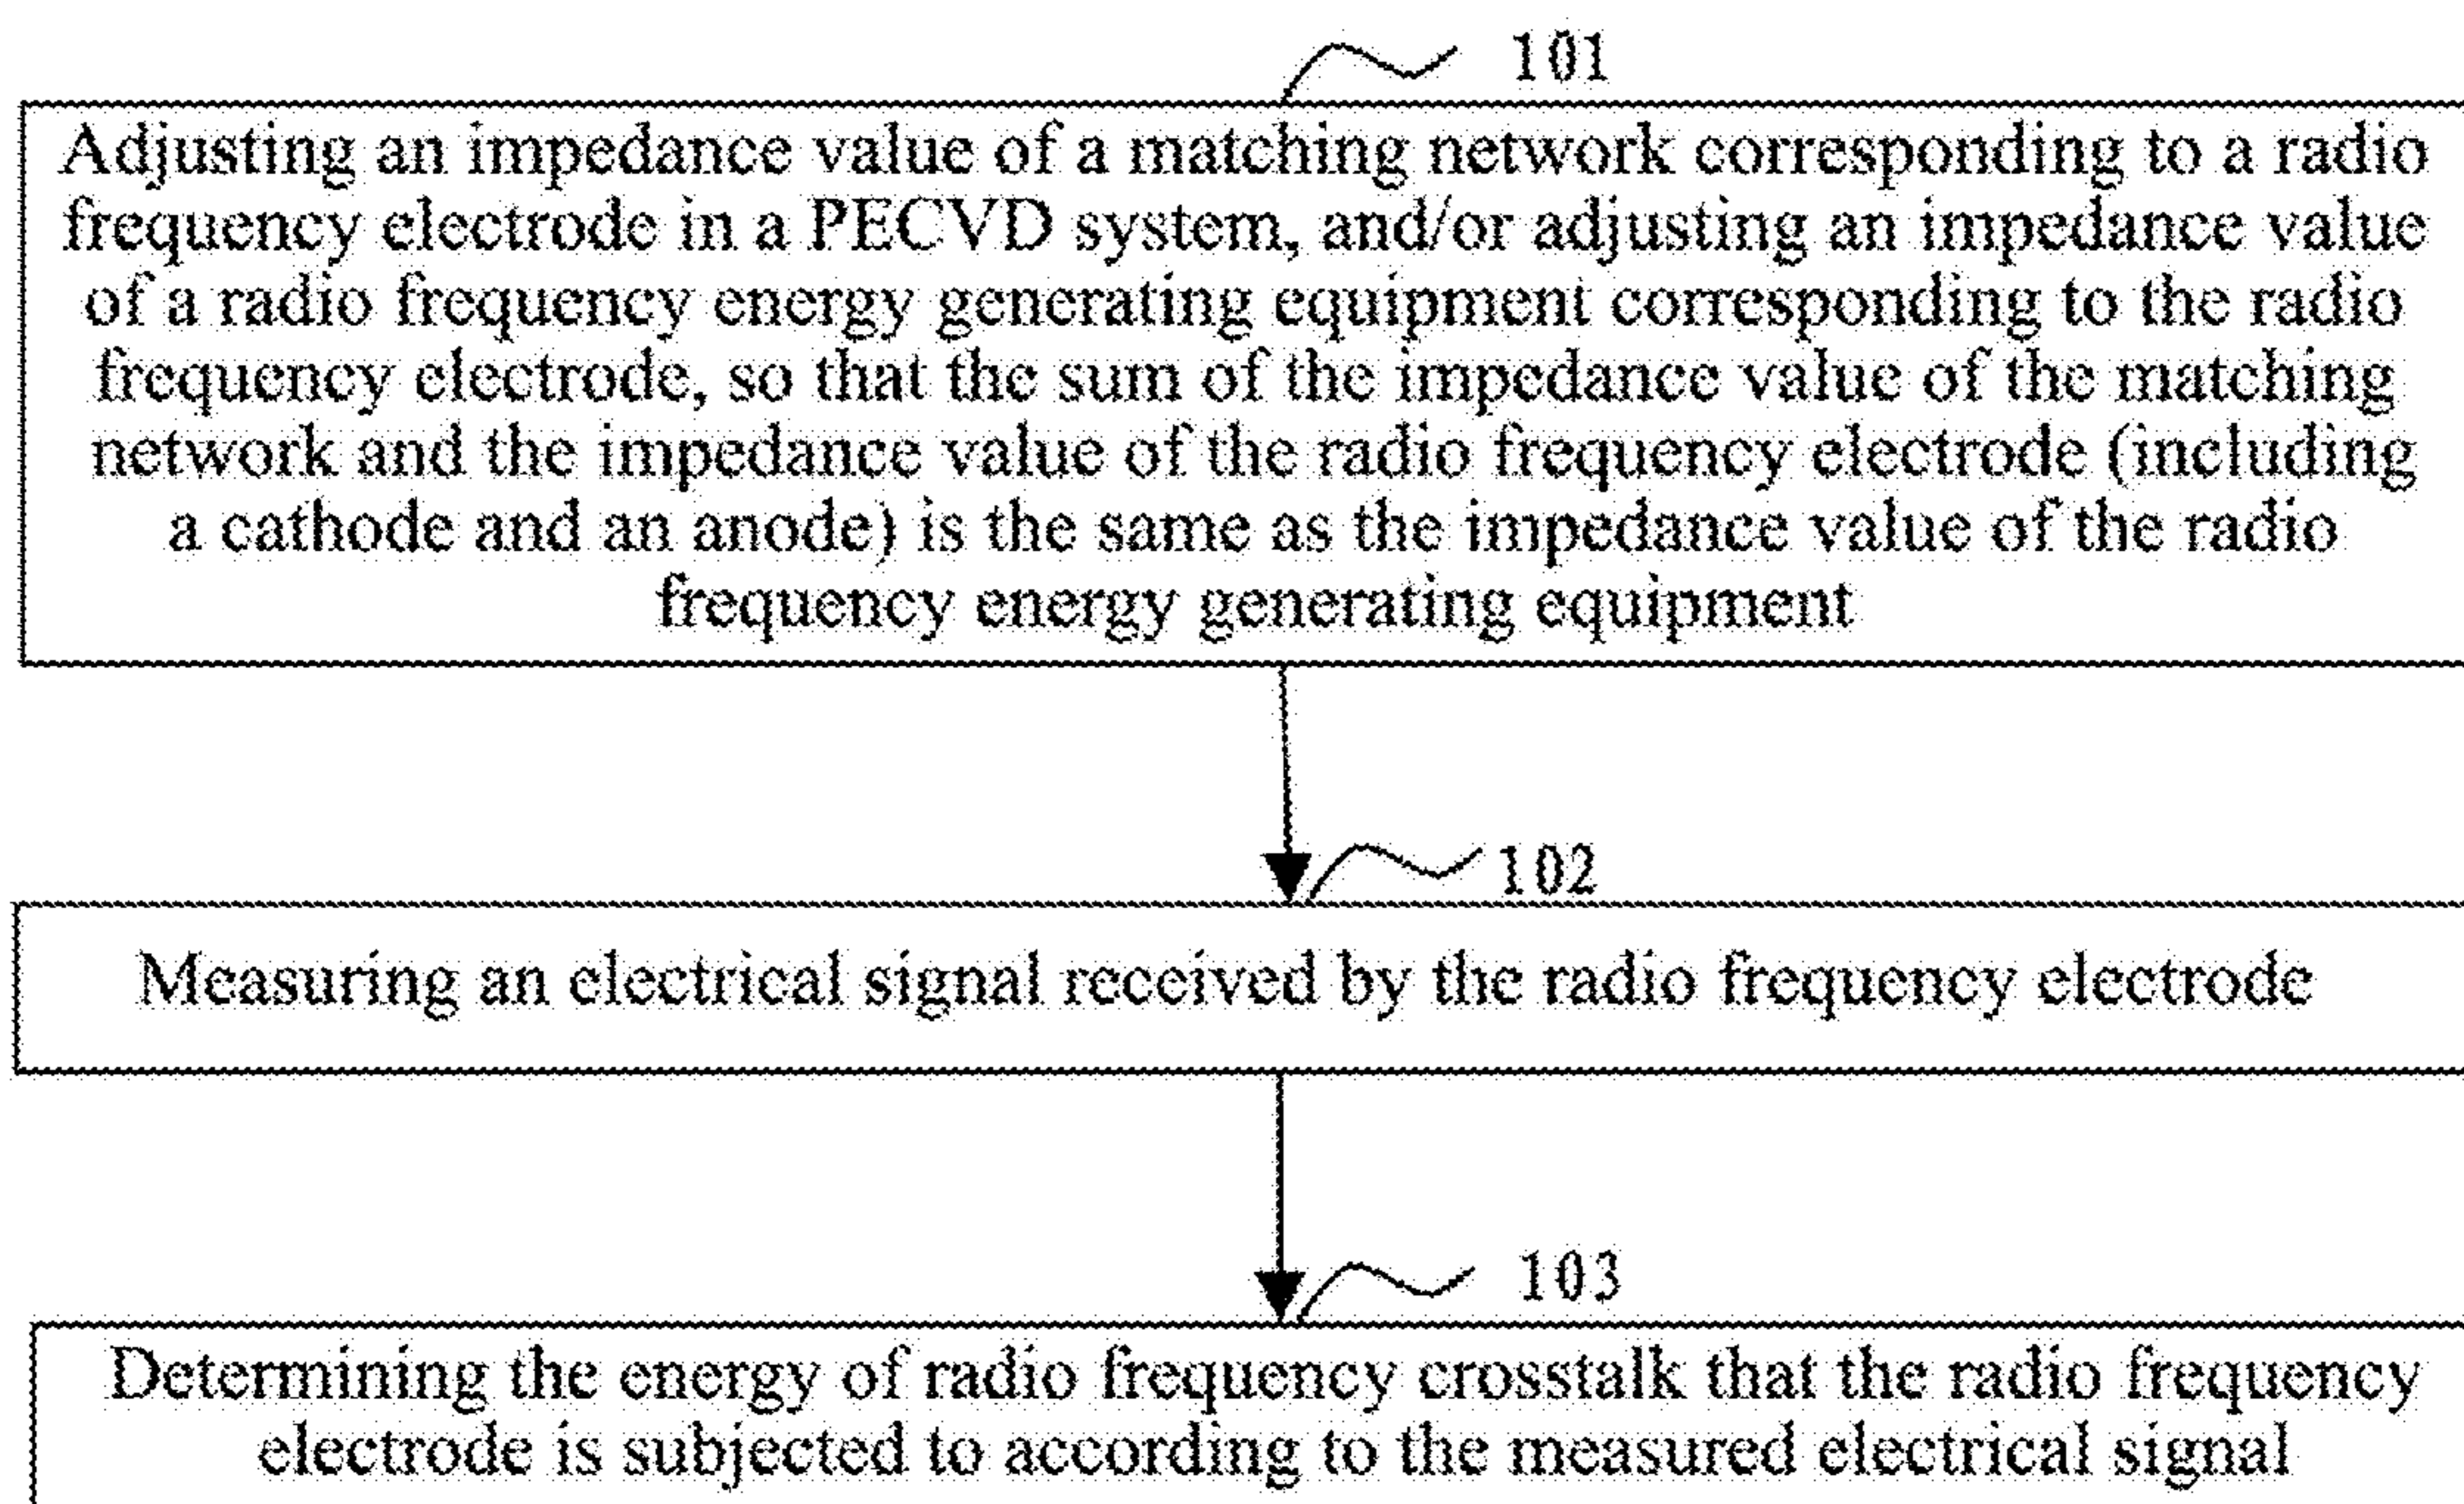 101
Adjusting an impedance value of a matching network corresponding to a radio
frequency electrode in a PECVD system, and/or adjusting an impedance value
of a radio frequency energy generating equipment corresponding to the radio
frequency electrode, so that the sum of the impedance value of the matching
network and the impedance value of the radio frequency electrode (including
a cathode and an anode) is the same as the impedance value of the radio
frequency energy generating equipment
102
Measuring an electrical signal received by the radio frequency electrode
103
Determining the energy of radio frequency crosstalk that the radio frequency
electrode is subjected to according to the measured electrical signal